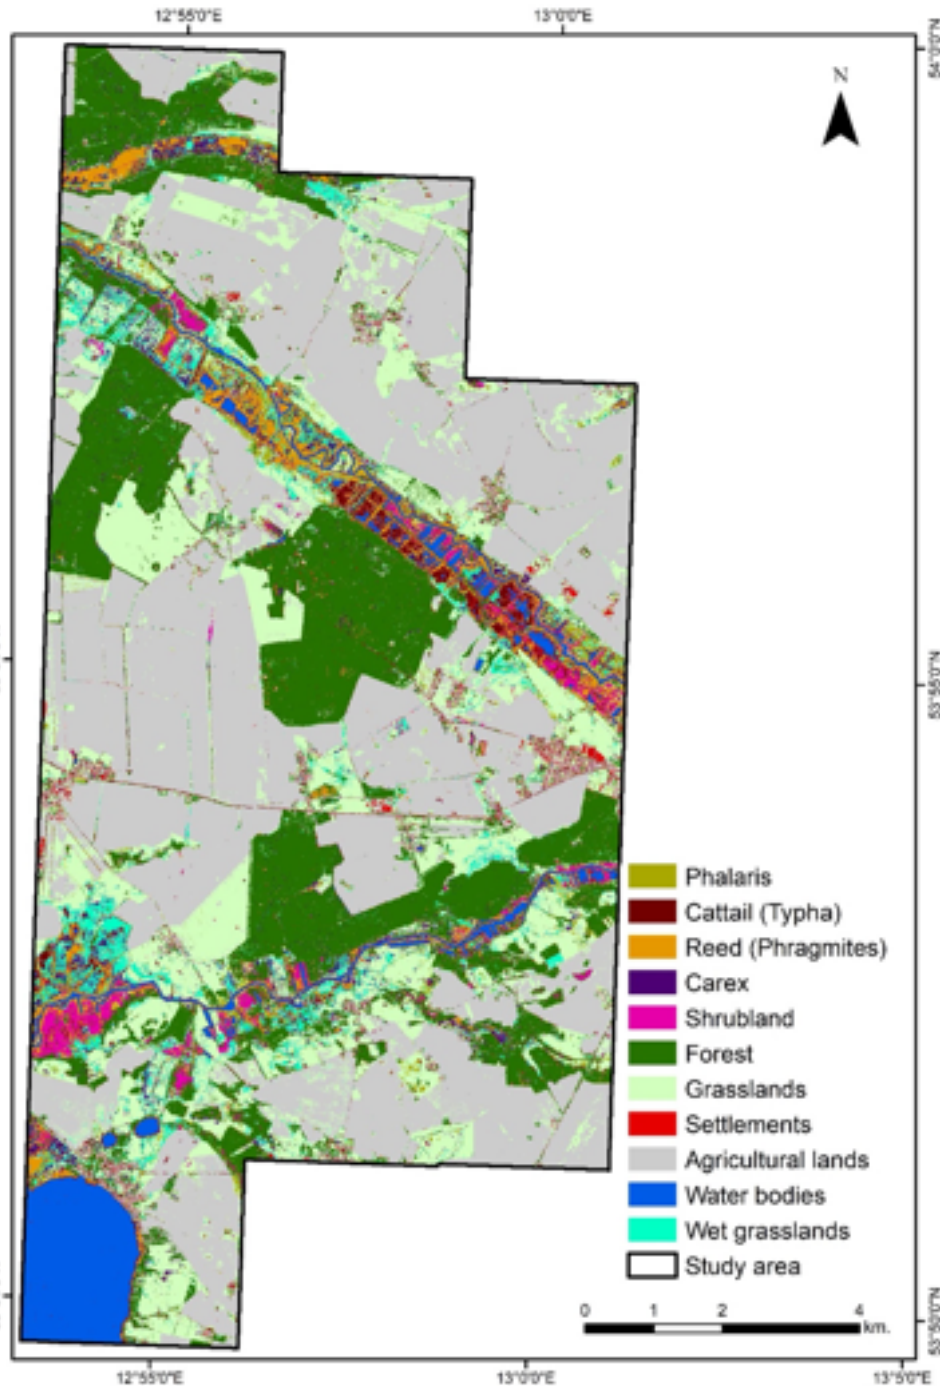 12°55'0"E 13°0'0"E
54°0'0"N
N
53°55'0"N
Phalaris
Cattail (Typha)
Reed (Phragmites)
Carex
Shrubland
Forest
Grasslands
Settlements
Agricultural lands
Water bodies
Wet grasslands
Study area
0 1 2 4
km.
53°50'0"N
12°55'0"E 13°0'0"E 13°5'0"E